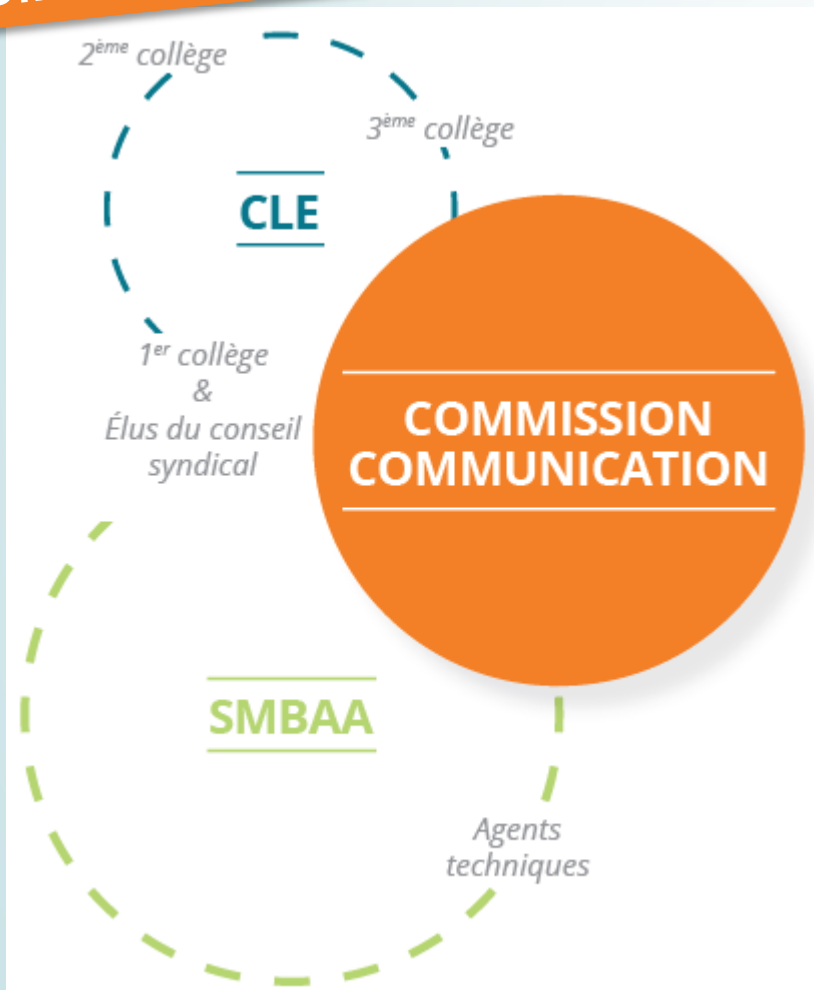 2ème collège
3ème collège
CLE
1er collège
&
Élus du conseil
syndical
COMMISSION
COMMUNICATION
SMBAA
Agents
techniques